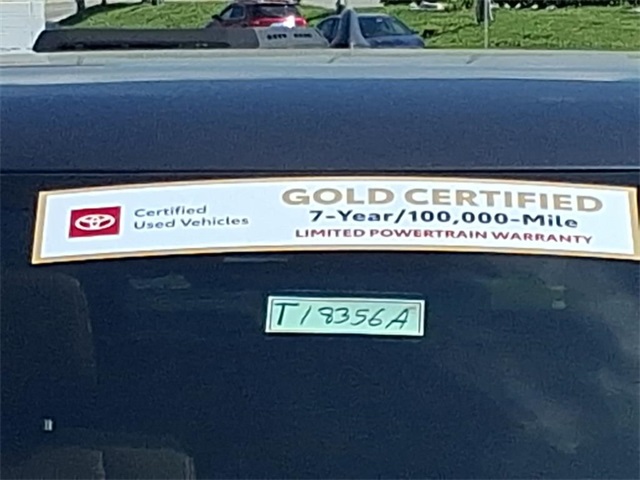 Certified
Used Vehicles
GOLD CERTIFIED
7-Year/100,000-Mile
LIMITED POWERTRAIN WARRANTY
T18356A